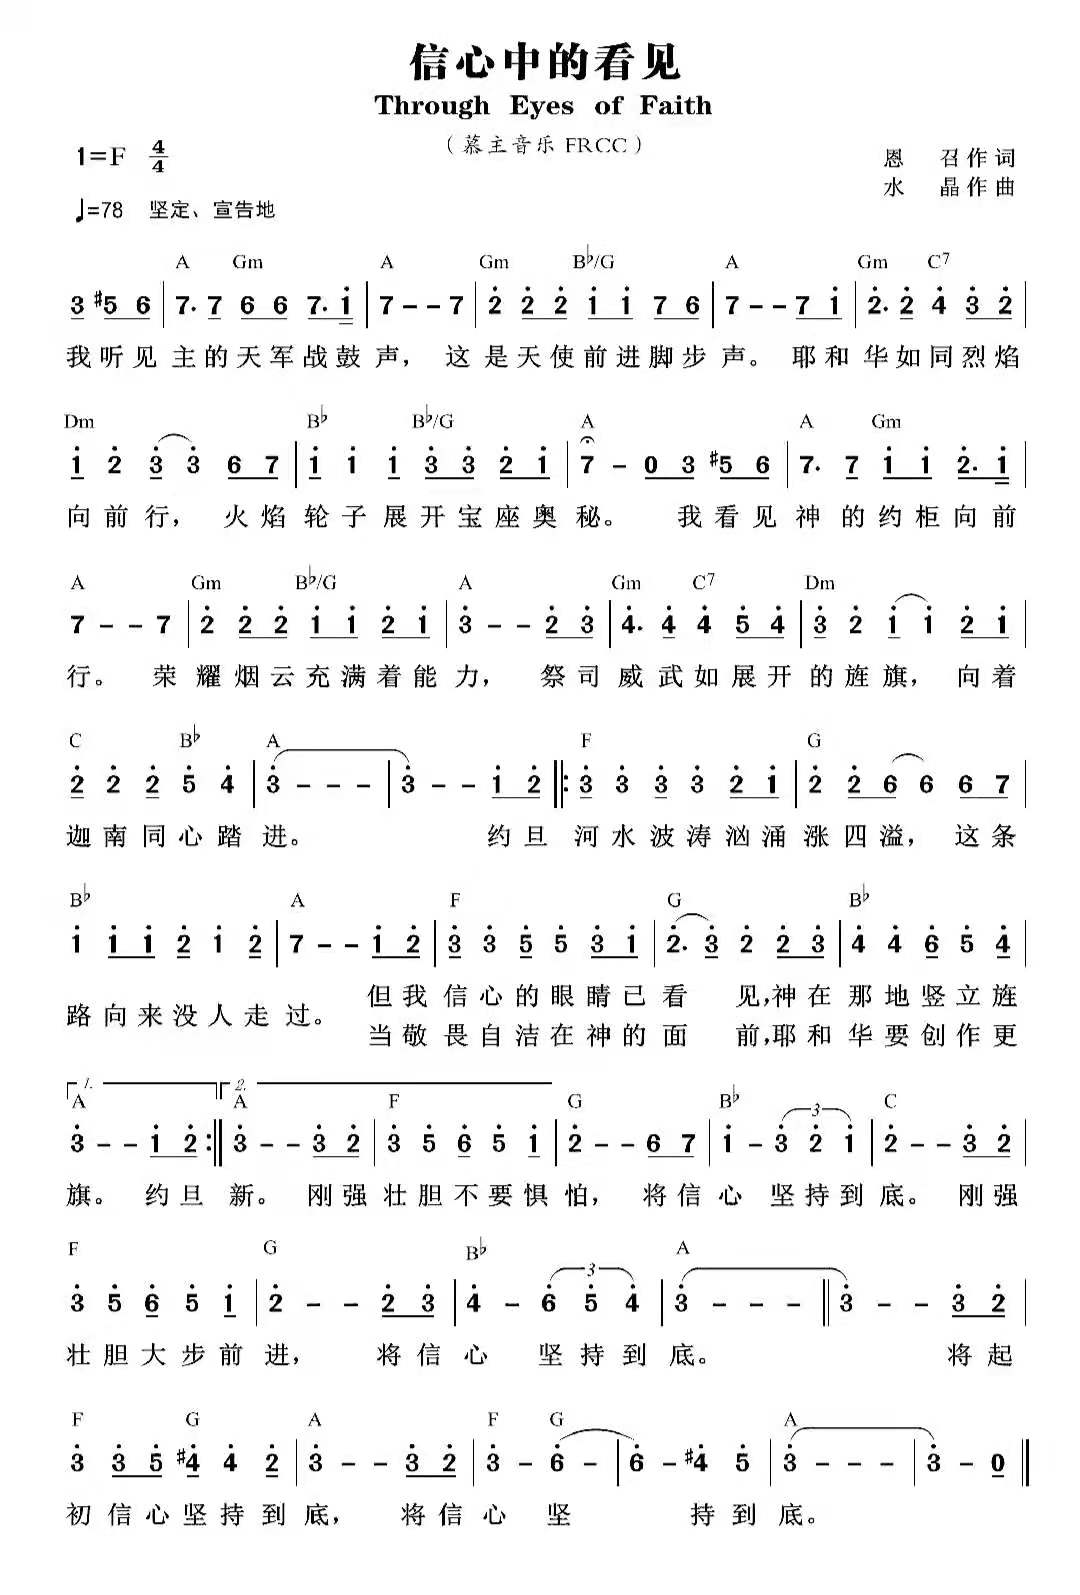 信心中的看见
Through Eyes of Faith
（慕主音乐 FRCC）
1=F 4/4
恩 召作词
水 晶作曲
♩=78 坚定、宣告地
A Gm A Gm B♭/G A Gm C7
3 #5 6 | 7. 7 6 6 7. 1 | 7 - - 7 | 2 2 2 1 1 7 6 | 7 - - 7 1 | 2. 2 4 3 2 |
我听见主的天军战鼓声，这是天使前进脚步声。耶和华如同烈焰
Dm B♭ B♭/G A A Gm
1 2 3 3 6 7 | 1 1 1 3 3 2 1 | 7 - 0 3 #5 6 | 7. 7 1 1 2. 1 |
向前行，火焰轮子展开宝座奥秘。我看见神的约柜向前
A Gm B♭/G A Gm C7 Dm
7 - - 7 | 2 2 2 1 1 2 1 | 3 - - 2 3 | 4. 4 4 5 4 | 3 2 1 1 2 1 |
行。荣耀烟云充满着能力，祭司威武如展开的旌旗，向着
C B♭ A F G
2 2 2 5 4 | 3 - - - | 3 - - 1 2 ‖: 3 3 3 3 2 1 | 2 2 6 6 6 7 |
迦南同心踏进。约旦河水波涛汹涌涨四溢，这条
B♭ A F G B♭
1 1 1 2 1 2 | 7 - - 1 2 | 3 3 5 5 3 1 | 2. 3 2 2 3 | 4 4 6 5 4 |
路向来没人走过。但我信心的眼睛已看见，神在那地竖立旌
当敬畏自洁在神的面前，耶和华要创作更
1. 2.
A A F G B♭ C
3 - - 1 2 :‖ 3 - - 3 2 | 3 5 6 5 1 | 2 - - 6 7 | 1 - 3 2 1 | 2 - - 3 2 |
3
旗。约旦新。刚强壮胆不要惧怕，将信心坚持到底。刚强
F G B♭ A
3
3 5 6 5 1 | 2 - - 2 3 | 4 - 6 5 4 | 3 - - - ‖ 3 - - 3 2 |
壮胆大步前进，将信心坚持到底。将起
F G A F G A
3 3 5 #4 4 2 | 3 - - 3 2 | 3 - 6 - | 6 - #4 5 | 3 - - - | 3 - 0 ‖
初信心坚持到底，将信心坚持到底。